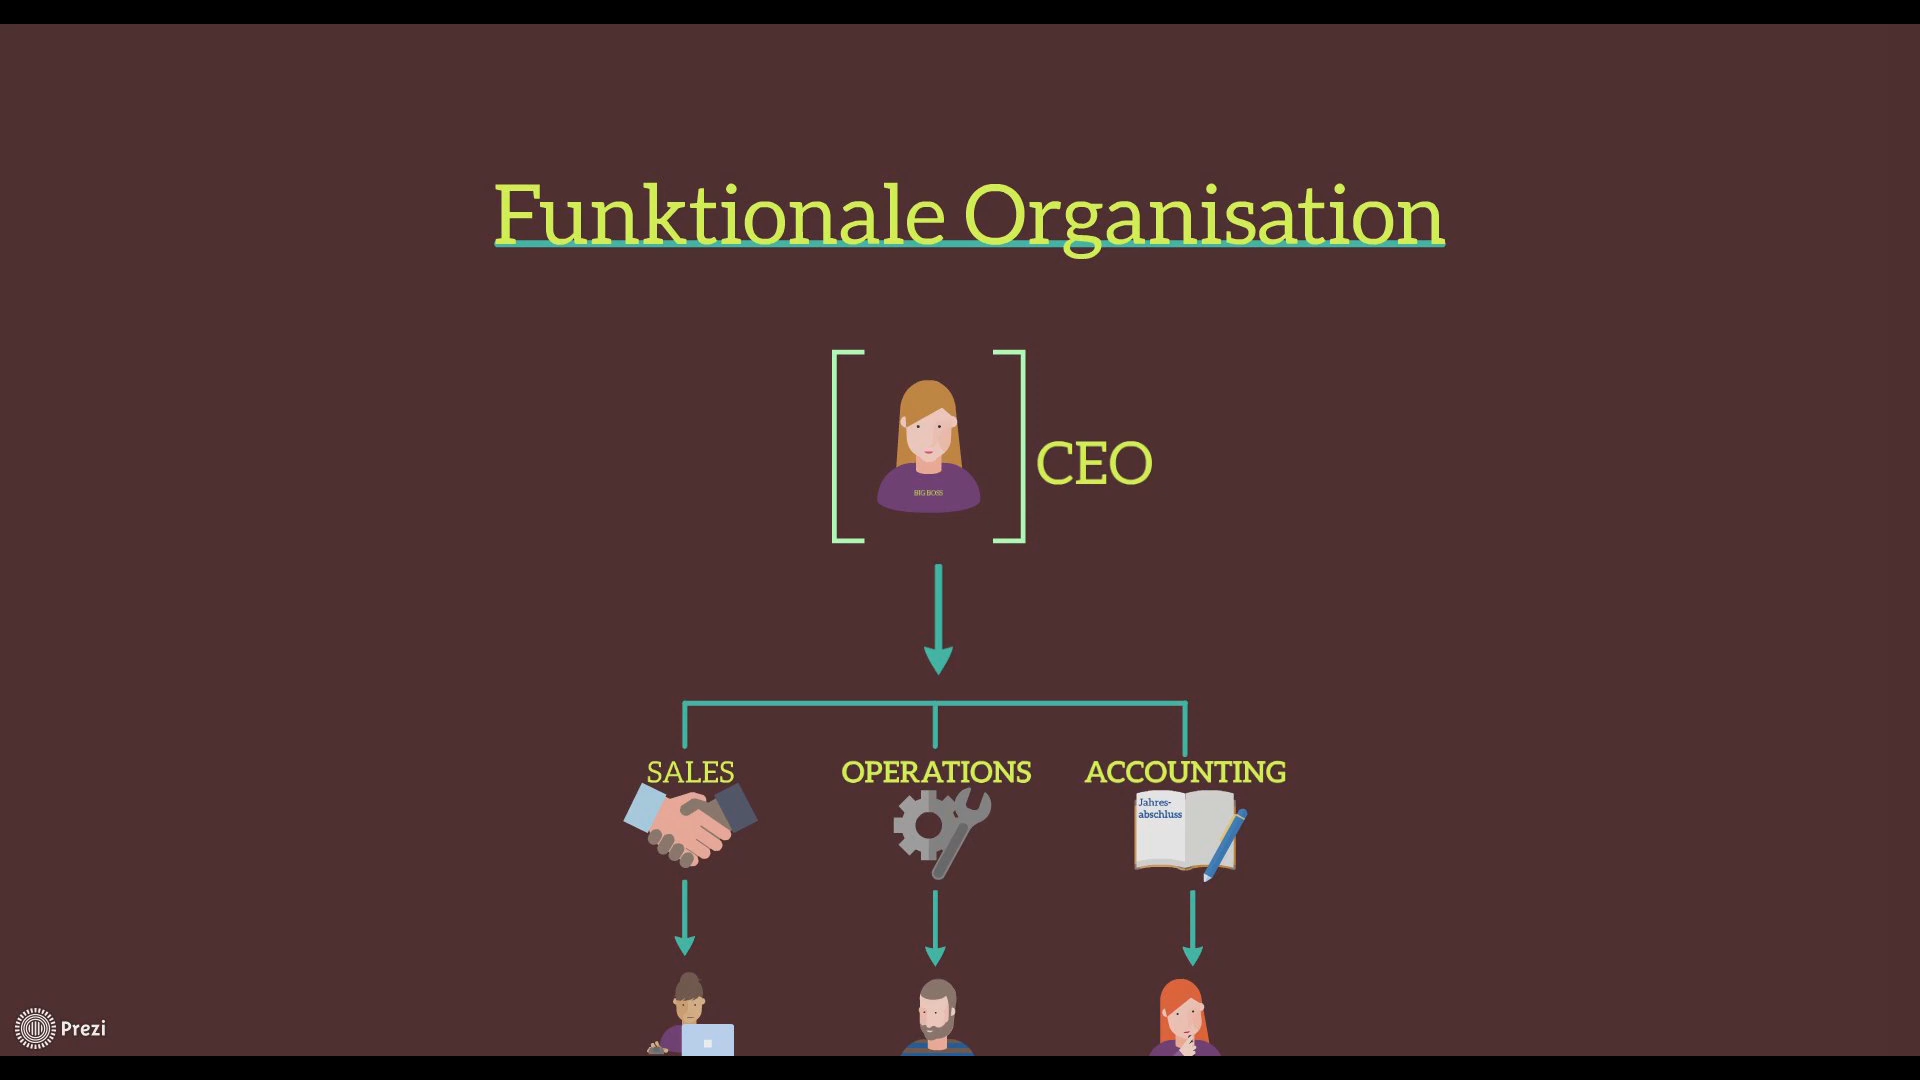 Funktionale Organisation
BIG BOSS
CEO
SALES
OPERATIONS
ACCOUNTING
Jahres-
abschluss
Prezi